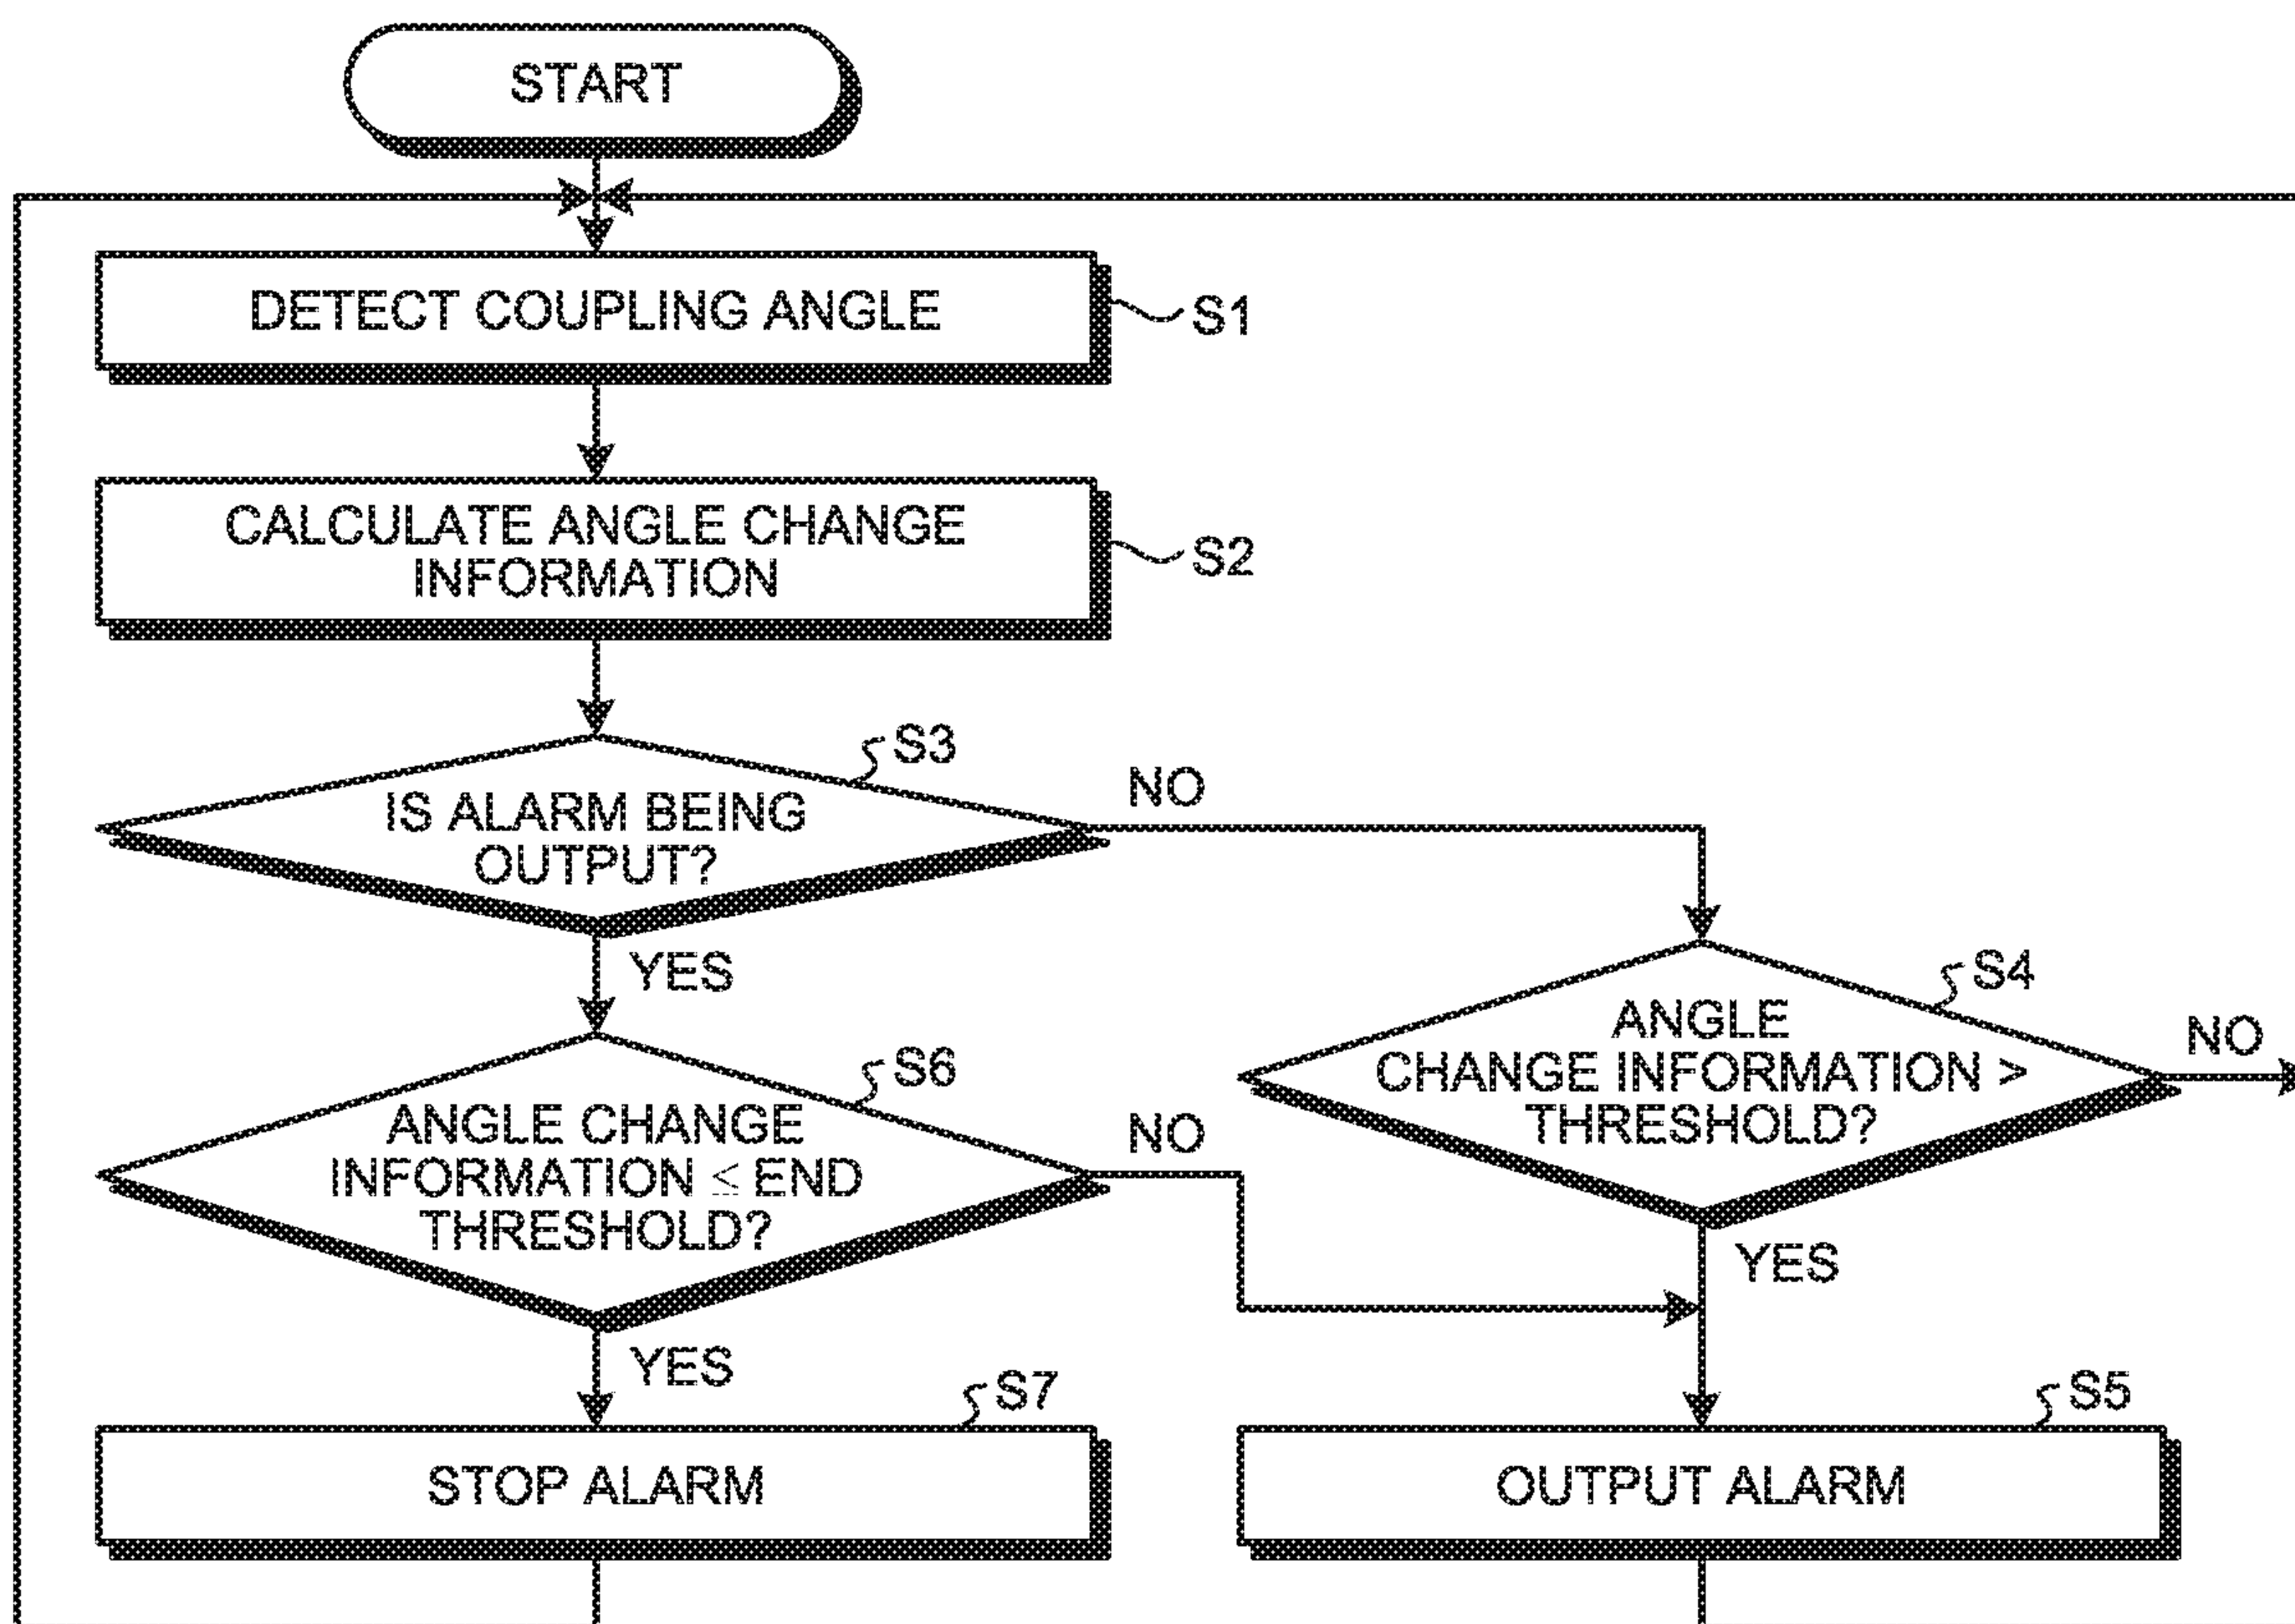 START
DETECT COUPLING ANGLE
S1
CALCULATE ANGLE CHANGE
INFORMATION
S2
S3
IS ALARM BEING
OUTPUT?
NO
YES
S4
ANGLE
CHANGE INFORMATION >
THRESHOLD?
NO
YES
S6
ANGLE CHANGE
INFORMATION ≤ END
THRESHOLD?
NO
YES
S7
STOP ALARM
S5
OUTPUT ALARM